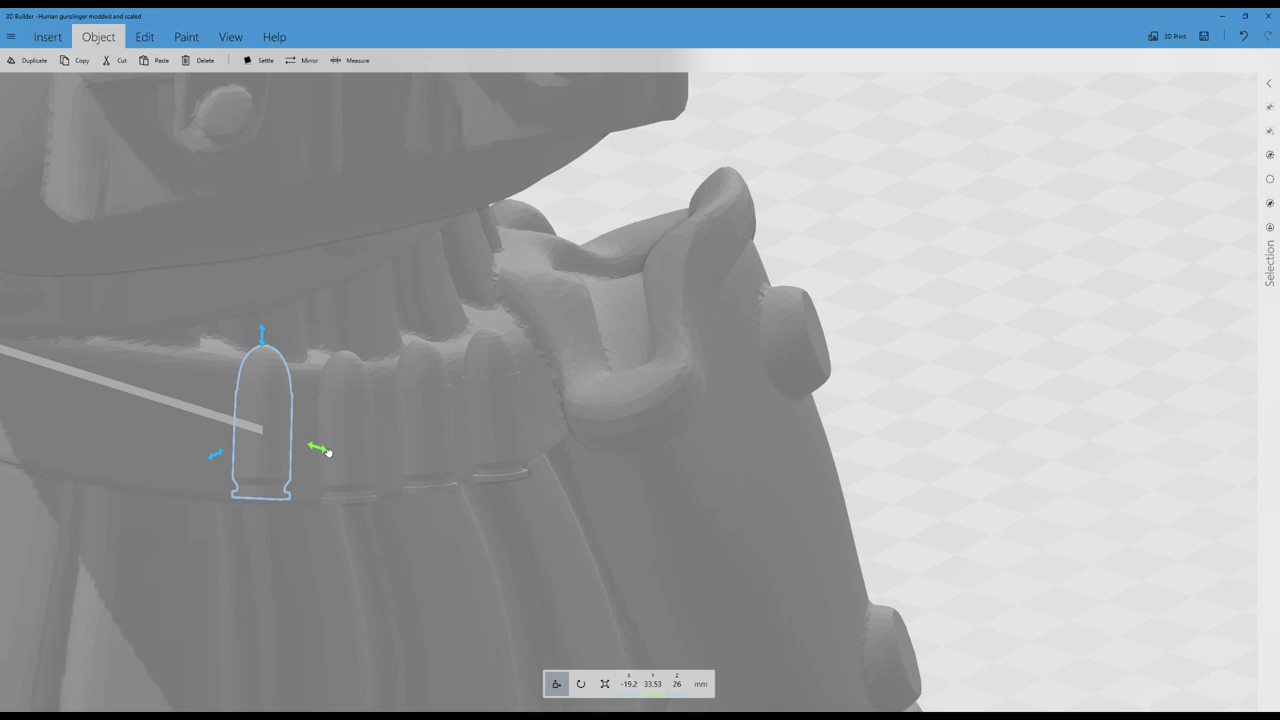 3D Builder -Human gunslinger modded and scaled
Insert Object Edit Paint View Help 3D Print
Duplicate Copy Cut Paste Delete Settle Mirror Measure
Selection
X Y Z
-19.2 33.53 26 mm